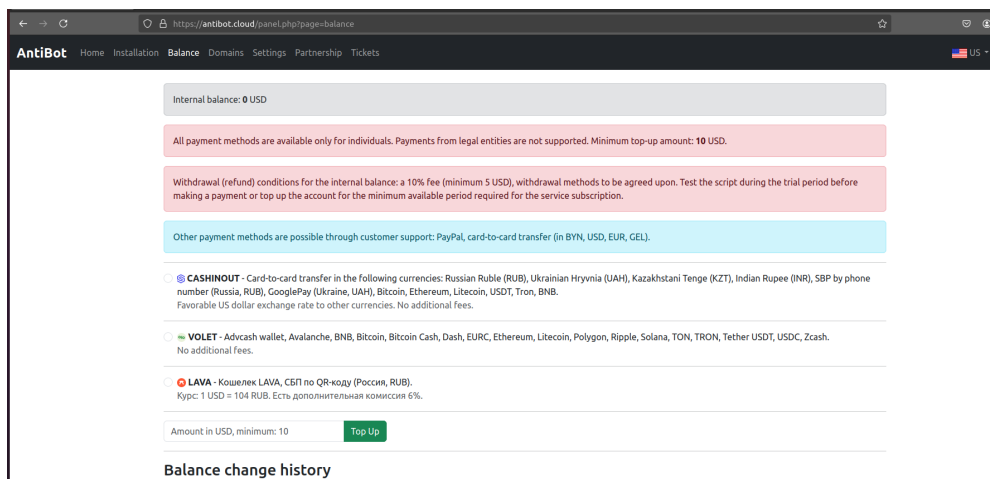 https://antibot.cloud/panel.php?page=balance
AntiBot Home Installation Balance Domains Settings Partnership Tickets US
Internal balance: 0 USD
All payment methods are available only for individuals. Payments from legal entities are not supported. Minimum top-up amount: 10 USD.
Withdrawal (refund) conditions for the internal balance: a 10% fee (minimum 5 USD), withdrawal methods to be agreed upon. Test the script during the trial period before
making a payment or top up the account for the minimum available period required for the service subscription.
Other payment methods are possible through customer support: PayPal, card-to-card transfer (in BYN, USD, EUR, GEL).
CASHINOUT - Card-to-card transfer in the following currencies: Russian Ruble (RUB), Ukrainian Hryvnia (UAH), Kazakhstani Tenge (KZT), Indian Rupee (INR), SBP by phone
number (Russia, RUB), GooglePay (Ukraine, UAH), Bitcoin, Ethereum, Litecoin, USDT, Tron, BNB.
Favorable US dollar exchange rate to other currencies. No additional fees.
VOLET - Advcash wallet, Avalanche, BNB, Bitcoin, Bitcoin Cash, Dash, EURC, Ethereum, Litecoin, Polygon, Ripple, Solana, TON, TRON, Tether USDT, USDC, Zcash.
No additional fees.
LAVA - Кошелек LAVA, СБП по QR-коду (Россия, RUB).
Курс: 1 USD = 104 RUB. Есть дополнительная комиссия 6%.
Amount in USD, minimum: 10 Top Up
Balance change history